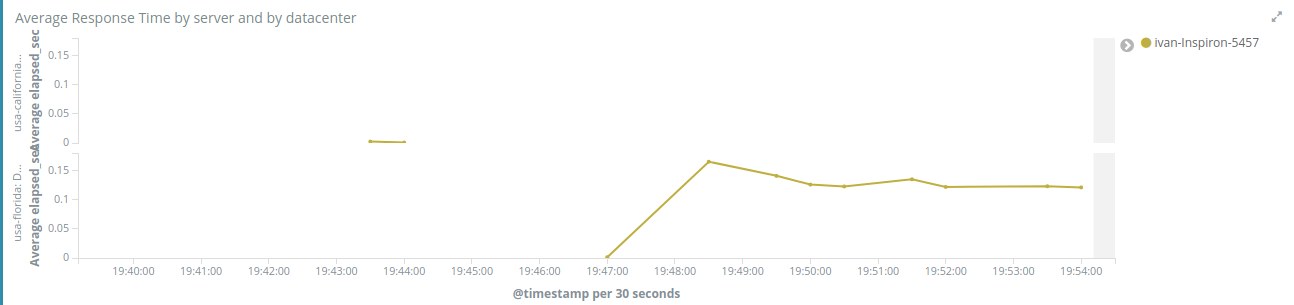 Average Response Time by server and by datacenter
ivan-Inspiron-5457
usa-california...
Average elapsed_sec
0.15
0.1
0.05
0
usa-florida: D...
Average elapsed_sec
0.15
0.1
0.05
0
19:40:00 19:41:00 19:42:00 19:43:00 19:44:00 19:45:00 19:46:00 19:47:00 19:48:00 19:49:00 19:50:00 19:51:00 19:52:00 19:53:00 19:54:00
@timestamp per 30 seconds